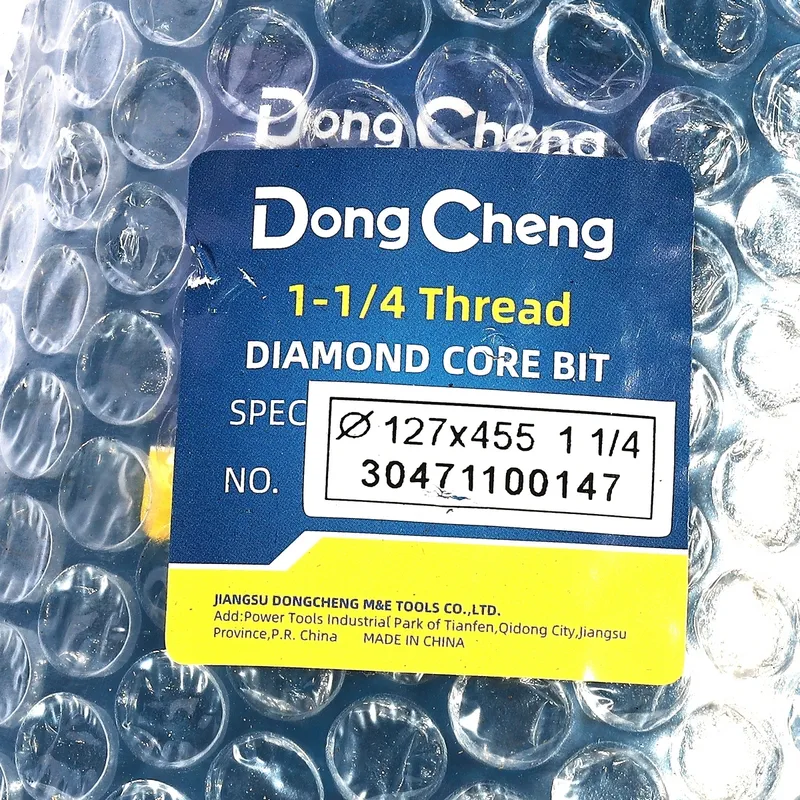 Dong Cheng
Dong Cheng
1-1/4 Thread
DIAMOND CORE BIT
SPEC
Ø 127x455 1 1/4
NO.
30471100147
JIANGSU DONGCHENG M&E TOOLS CO.,LTD.
Add:Power Tools Industrial Park of Tianfen,Qidong City,Jiangsu
Province,P.R. China MADE IN CHINA